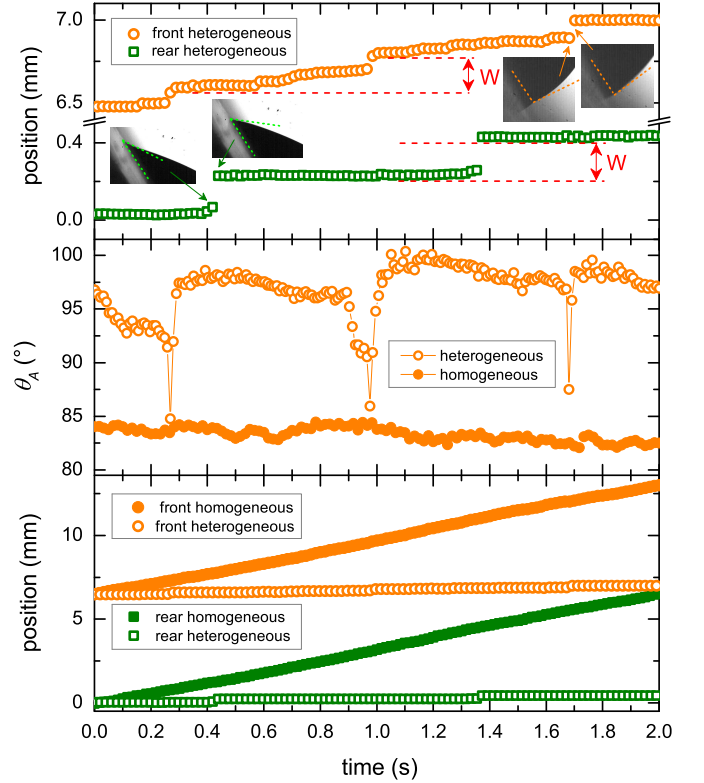 7.0
front heterogeneous
rear heterogeneous
W
6.5
position (mm)
0.4
0.2
W
0.0
100
95
θA (°)
90
heterogeneous
homogeneous
85
80
front homogeneous
front heterogeneous
10
position (mm)
rear homogeneous
rear heterogeneous
5
0
0.0 0.2 0.4 0.6 0.8 1.0 1.2 1.4 1.6 1.8 2.0
time (s)